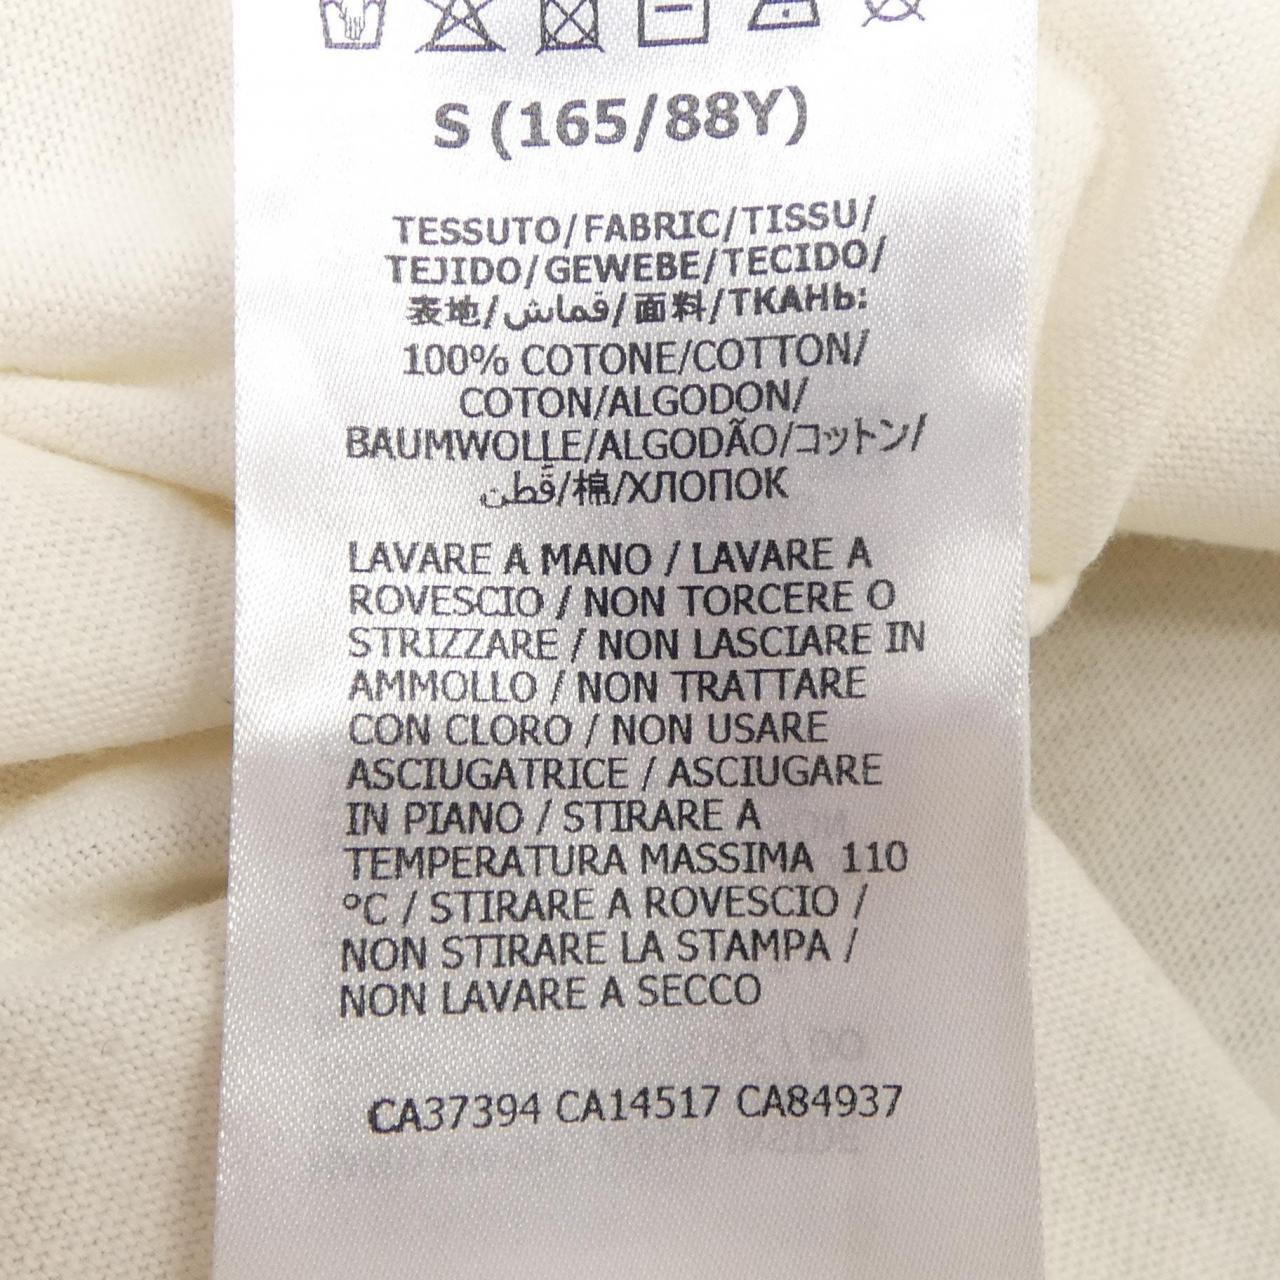 S (165/88Y)
TESSUTO/FABRIC/TISSU/
TEJIDO/GEWEBE/TECIDO/
表地/قماش/面料/ТКАНЬ:
100% COTONE/COTTON/
COTON/ALGODON/
BAUMWOLLE/ALGODÃO/コットン/
قُطن/棉/ХЛОПОК
LAVARE A MANO / LAVARE A
ROVESCIO / NON TORCERE O
STRIZZARE / NON LASCIARE IN
AMMOLLO / NON TRATTARE
CON CLORO / NON USARE
ASCIUGATRICE / ASCIUGARE
IN PIANO / STIRARE A
TEMPERATURA MASSIMA 110
°C / STIRARE A ROVESCIO /
NON STIRARE LA STAMPA /
NON LAVARE A SECCO
CA37394 CA14517 CA84937